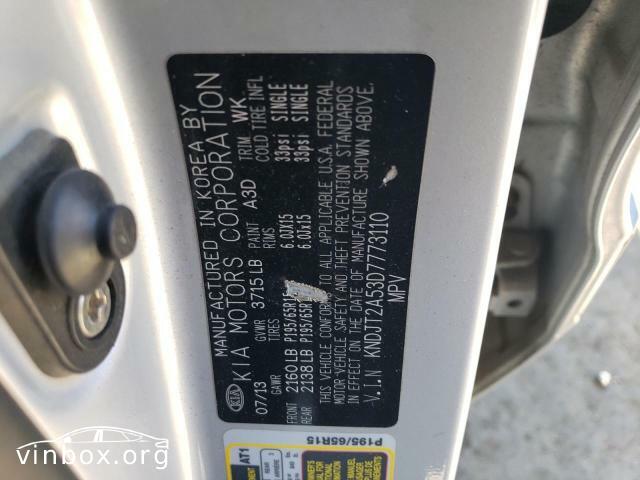 MANUFACTURED IN KOREA BY
KIA KIA MOTORS CORPORATION
07/13 GVWR 3715LB PAINT A3D TRIM WK
GAWR TIRES RIMS COLD TIRE INFL
FRONT 2160LB P195/65R15 6.0JX15 33psi SINGLE
REAR 2138LB P195/65R 6.0JX15 33psi SINGLE
THIS VEHICLE CONFORMS TO ALL APPLICABLE U.S.A. FEDERAL
MOTOR VEHICLE SAFETY AND THEFT PREVENTION STANDARDS
IN EFFECT ON THE DATE OF MANUFACTURE SHOWN ABOVE.
V.I.N KNDJT2A53D7773110
MPV
AT1
P195/65R15
vinbox.org